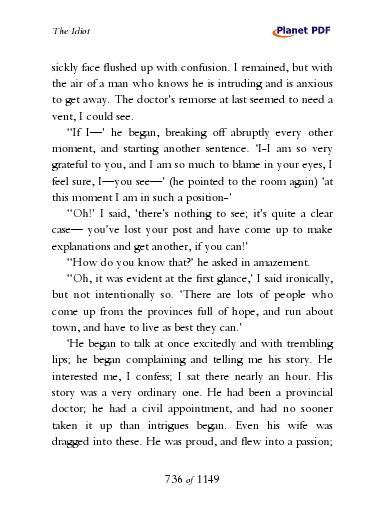 The Idiot
Planet PDF
sickly face flushed up with confusion. I remained, but with
the air of a man who knows he is intruding and is anxious
to get away. The doctor's remorse at last seemed to need a
vent, I could see.
'"If I—' he began, breaking off abruptly every other
moment, and starting another sentence. 'I-I am so very
grateful to you, and I am so much to blame in your eyes, I
feel sure, I—you see—' (he pointed to the room again) 'at
this moment I am in such a position-'
'"Oh!' I said, 'there's nothing to see; it's quite a clear
case— you've lost your post and have come up to make
explanations and get another, if you can!'
'"How do you know that?' he asked in amazement.
'"Oh, it was evident at the first glance,' I said ironically,
but not intentionally so. 'There are lots of people who
come up from the provinces full of hope, and run about
town, and have to live as best they can.'
'He began to talk at once excitedly and with trembling
lips; he began complaining and telling me his story. He
interested me, I confess; I sat there nearly an hour. His
story was a very ordinary one. He had been a provincial
doctor; he had a civil appointment, and had no sooner
taken it up than intrigues began. Even his wife was
dragged into these. He was proud, and flew into a passion;
736 of 1149